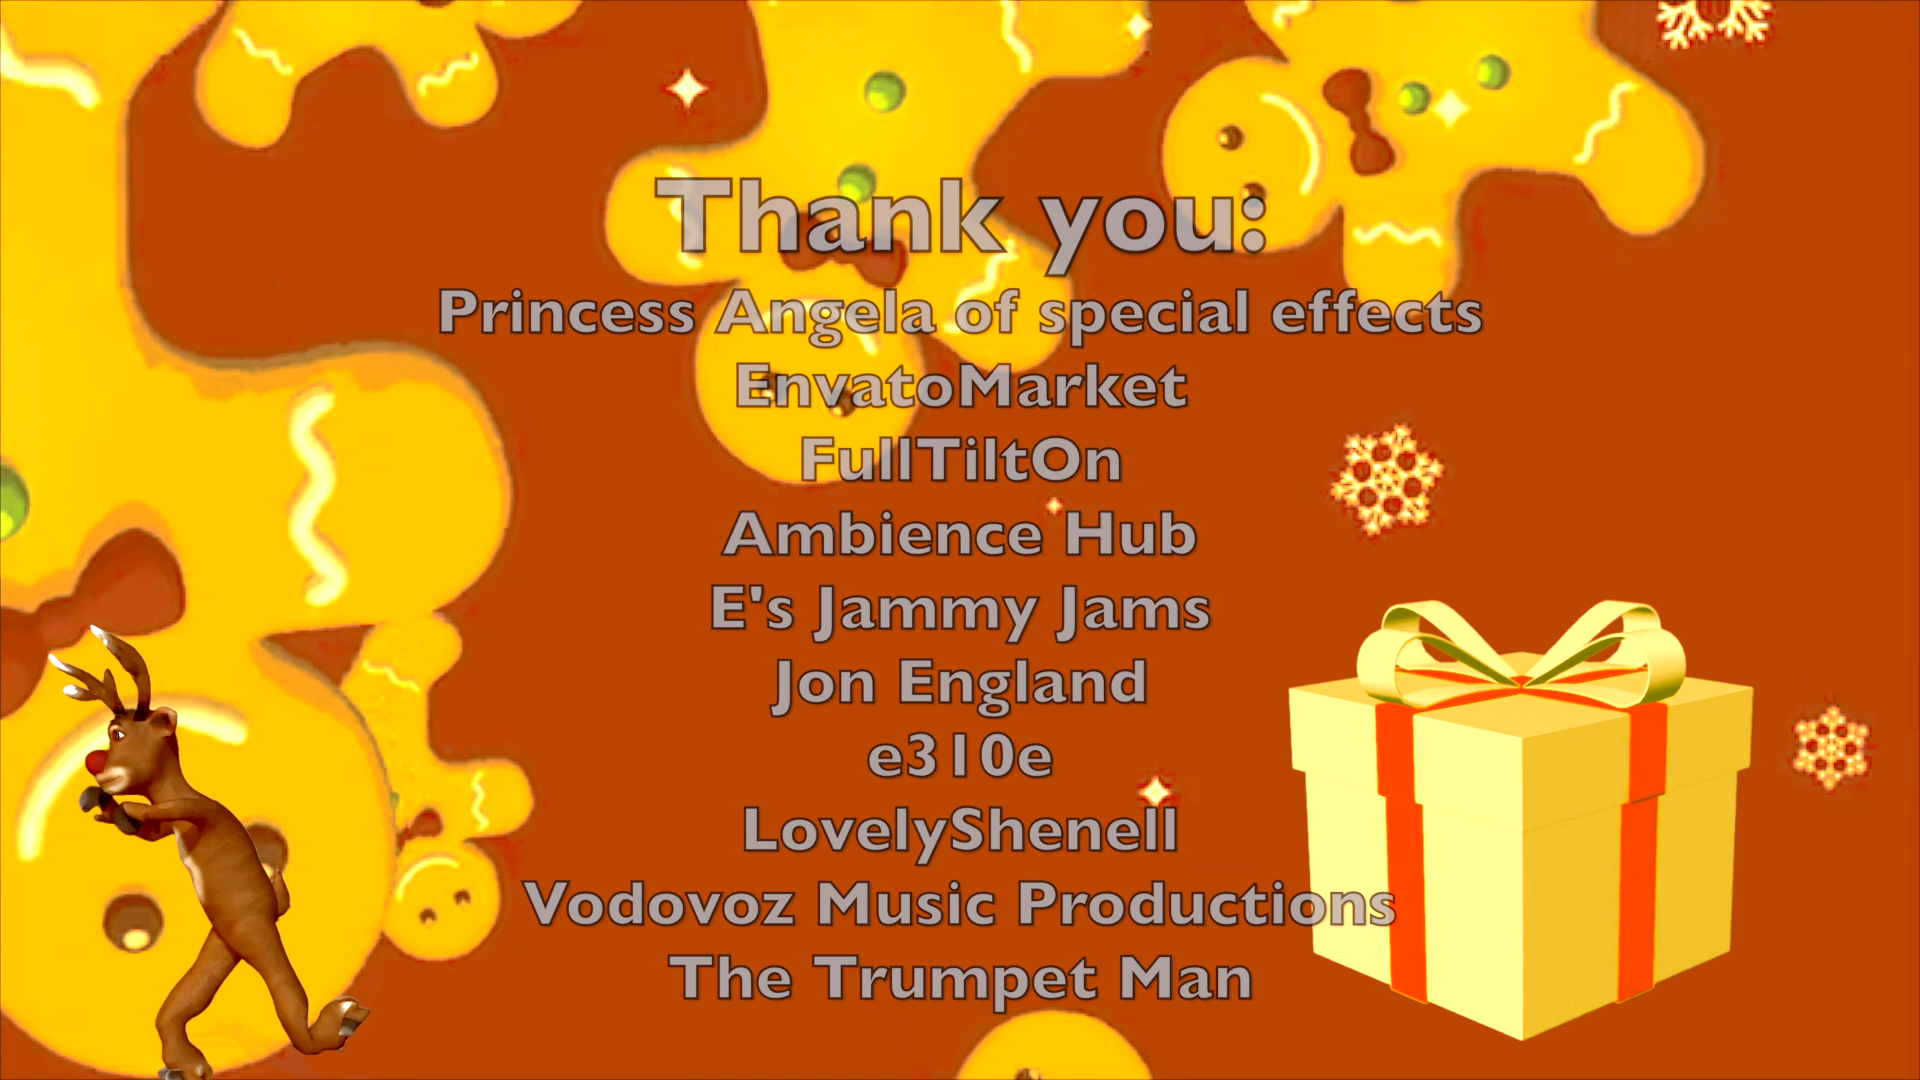 Thank you:
Princess Angela of special effects
EnvatoMarket
FullTiltOn
Ambience Hub
E's Jammy Jams
Jon England
e310e
LovelyShenell
Vodovoz Music Productions
The Trumpet Man